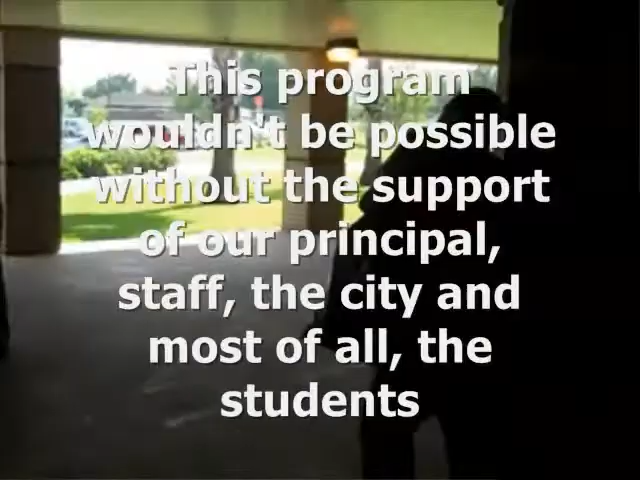 This program
wouldn't be possible
without the support
of our principal,
staff, the city and
most of all, the
students